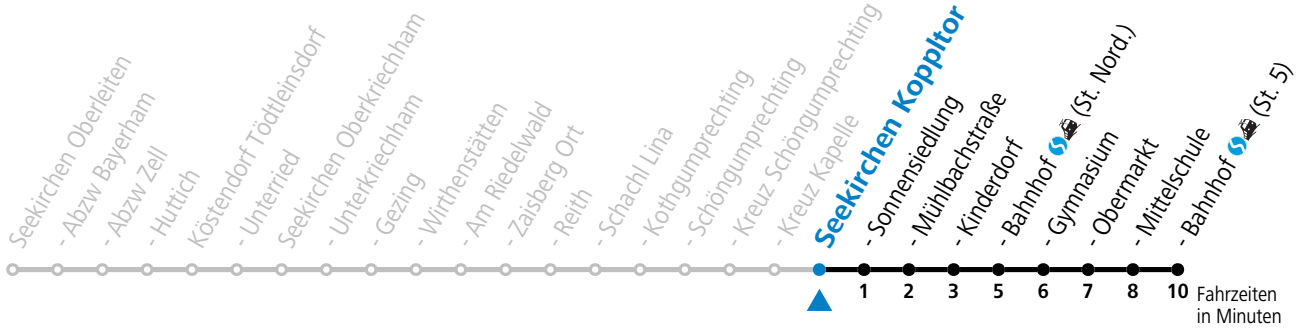 Seekirchen Oberleiten
- Abzw Bayerham
- Abzw Zell
- Huttich
Köstendorf Tödtleinsdorf
- Unterried
Seekirchen Oberkriechham
- Unterkriechham
- Gezing
- Wirthenstätten
- Am Riedelwald
- Zaisberg Ort
- Reith
- Schachl Lina
- Kothgumprechting
- Schöngumprechting
- Kreuz Schöngumprechting
- Kreuz Kapelle
Seekirchen Koppltor
- Sonnensiedlung
- Mühlbachstraße
- Kinderdorf
- Bahnhof (St. Nord.)
- Gymnasium
- Obermarkt
- Mittelschule
- Bahnhof (St. 5)
1 2 3 5 6 7 8 10 Fahrzeiten
in Minuten